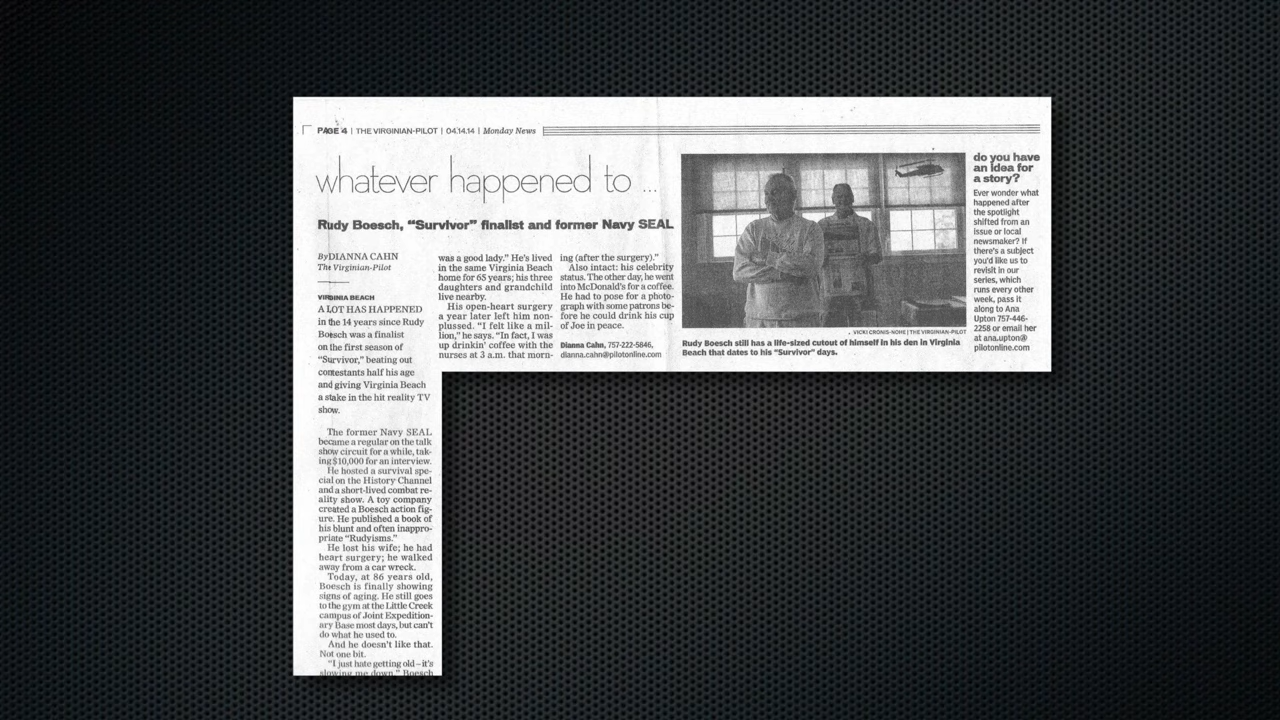 PAGE 4 | THE VIRGINIAN-PILOT | 04.14.14 | Monday News
whatever happened to ...
Rudy Boesch, “Survivor” finalist and former Navy SEAL
By DIANNA CAHN
The Virginian-Pilot
VIRGINIA BEACH
A LOT HAS HAPPENED
in the 14 years since Rudy
Boesch was a finalist
on the first season of
“Survivor,” beating out
contestants half his age
and giving Virginia Beach
a stake in the hit reality TV
show.
The former Navy SEAL
became a regular on the talk
show circuit for a while, tak-
ing $10,000 for an interview.
He hosted a survival spe-
cial on the History Channel
and a short-lived combat re-
ality show. A toy company
created a Boesch action fig-
ure. He published a book of
his blunt and often inappro-
priate “Rudyisms.”
He lost his wife; he had
heart surgery; he walked
away from a car wreck.
Today, at 86 years old,
Boesch is finally showing
signs of aging. He still goes
to the gym at the Little Creek
campus of Joint Expedition-
ary Base most days, but can’t
do what he used to.
And he doesn’t like that.
Not one bit.
“I just hate getting old – it’s
slowing me down,” Boesch
was a good lady.” He’s lived
in the same Virginia Beach
home for 65 years; his three
daughters and grandchild
live nearby.
His open-heart surgery
a year later left him non-
plussed. “I felt like a mil-
lion,” he says. “In fact, I was
up drinkin’ coffee with the
nurses at 3 a.m. that morn-
ing (after the surgery).”
Also intact: his celebrity
status. The other day, he went
into McDonald’s for a coffee.
He had to pose for a photo-
graph with some patrons be-
fore he could drink his cup
of Joe in peace.
Dianna Cahn, 757-222-5846,
dianna.cahn@pilotonline.com
VICKI CRONIS-NOHE | THE VIRGINIAN-PILOT
Rudy Boesch still has a life-sized cutout of himself in his den in Virginia
Beach that dates to his “Survivor” days.
do you have
an idea for
a story?
Ever wonder what
happened after
the spotlight
shifted from an
issue or local
newsmaker? If
there’s a subject
you’d like us to
revisit in our
series, which
runs every other
week, pass it
along to Ana
Upton 757-446-
2258 or email her
at ana.upton@
pilotonline.com